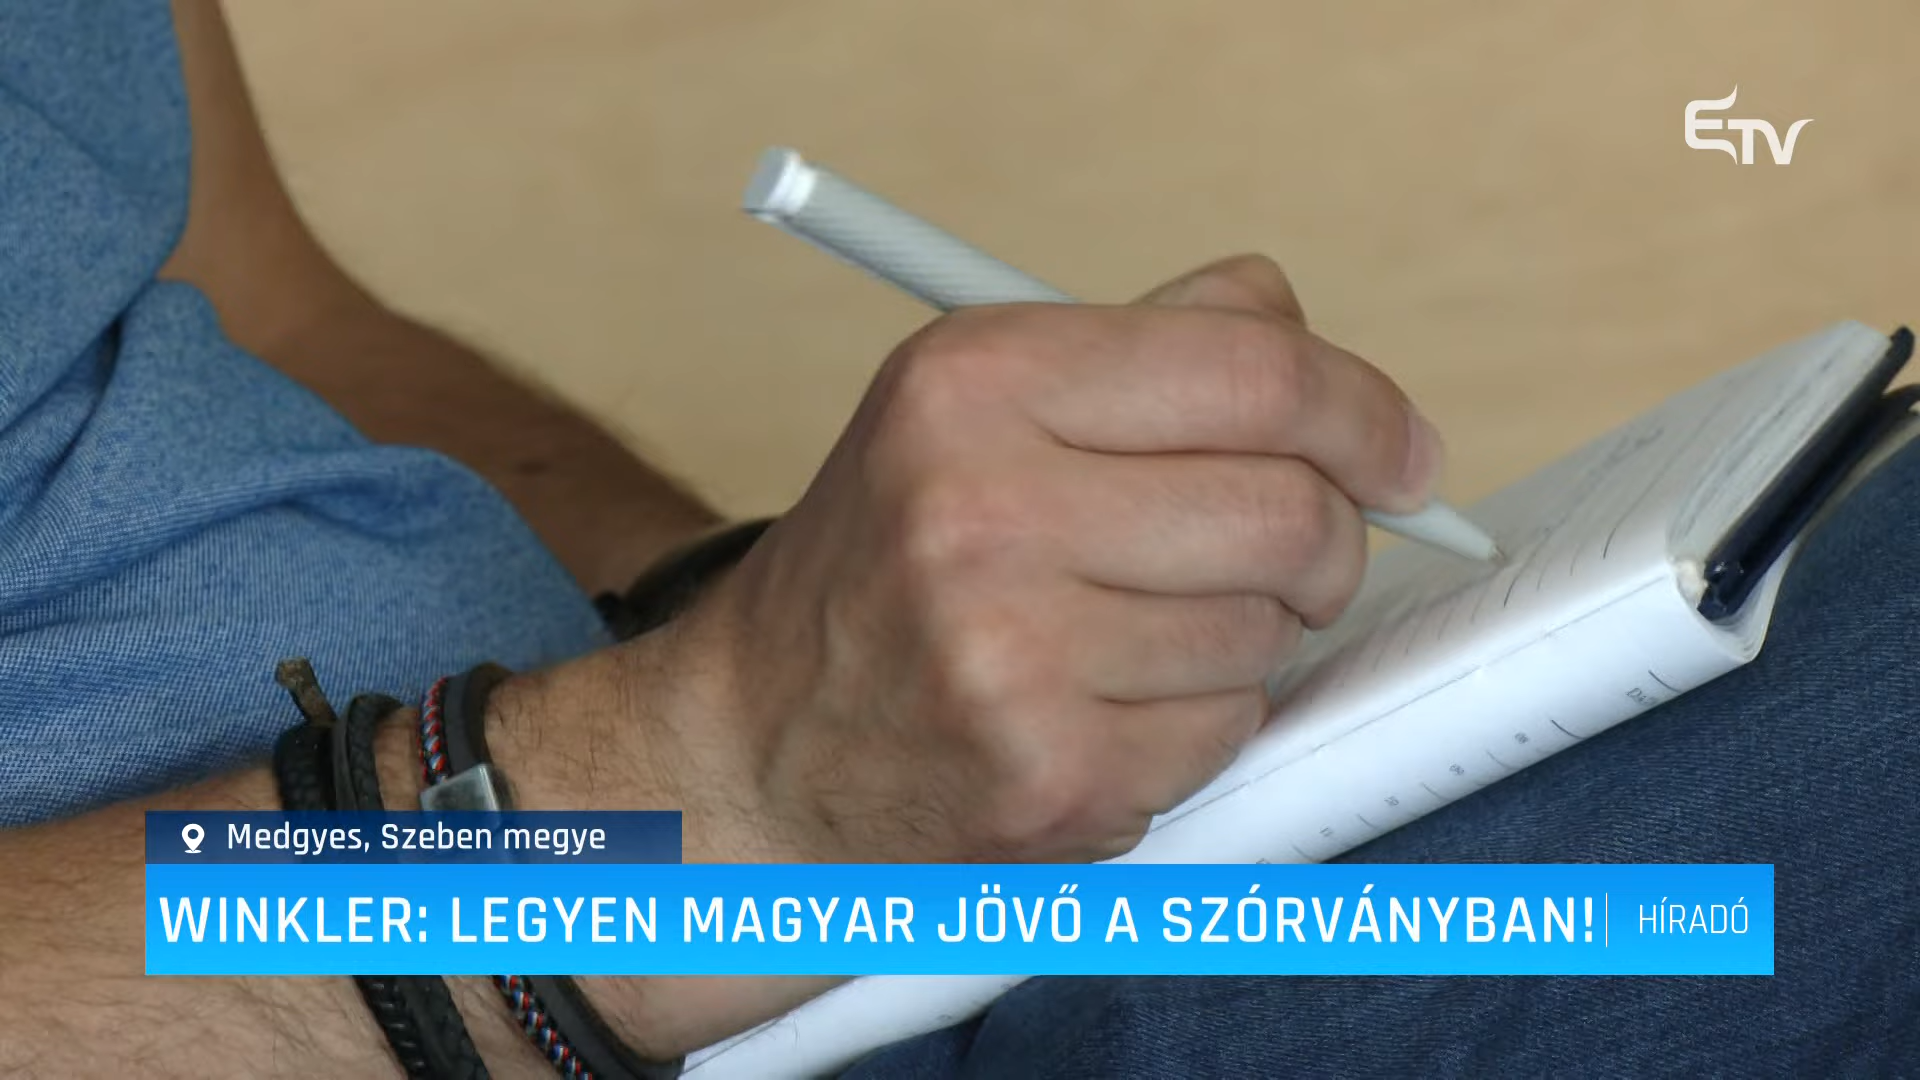 ETV
Medgyes, Szeben megye
WINKLER: LEGYEN MAGYAR JÖVŐ A SZÓRVÁNYBAN!
HÍRADÓ